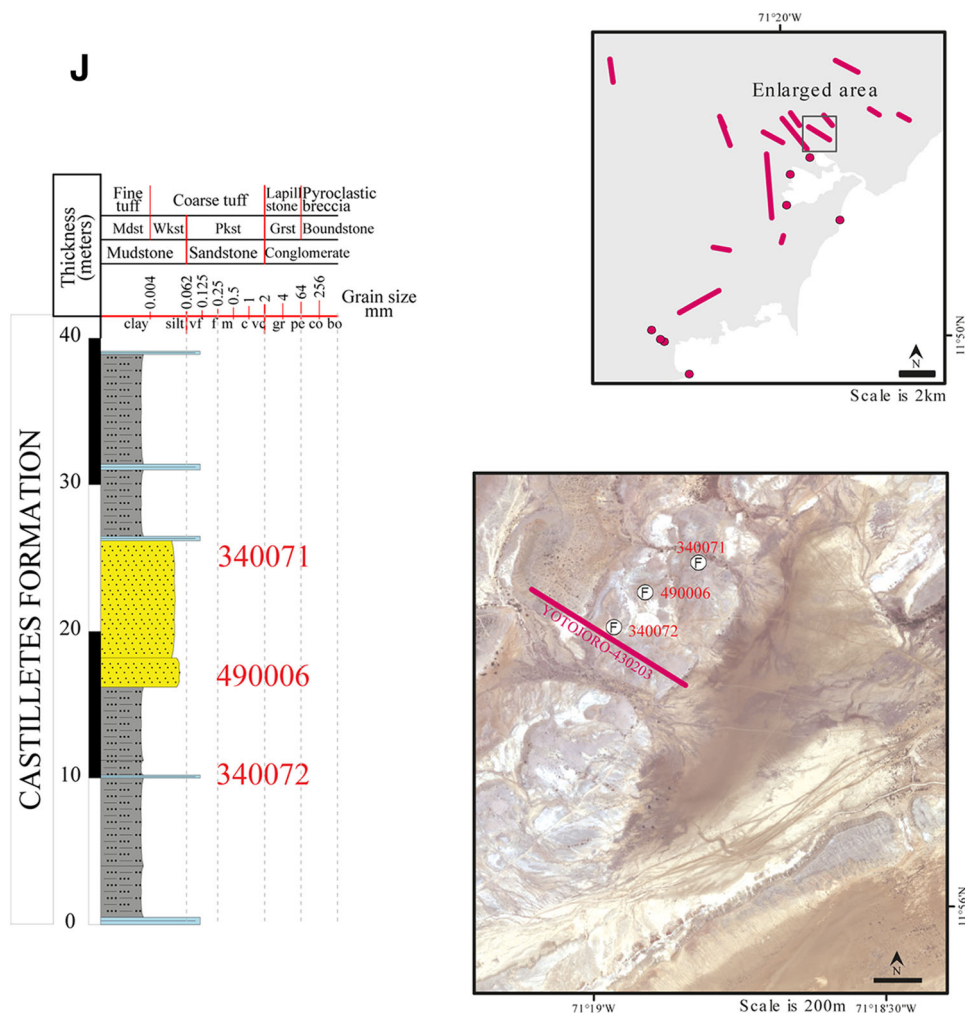 J
Thickness
(meters)
Fine
tuff
Coarse tuff
Lapilli
stone
Pyroclastic
breccia
Mdst
Wkst
Pkst
Grst
Boundstone
Mudstone
Sandstone
Conglomerate
0.004
0.062
0.125
0.25
0.5
1
2
4
64
256
Grain size
mm
clay
silt
vf
f
m
c
vc
gr
pe
co
bo
40
30
20
10
0
CASTILLETES FORMATION
340071
490006
340072
71°20'W
Enlarged area
11°50'N
N
Scale is 2km
340071
F
F
490006
F
340072
YOTOJORO-430203
11°56'
N
71°19'W
Scale is 200m
71°18'30"W